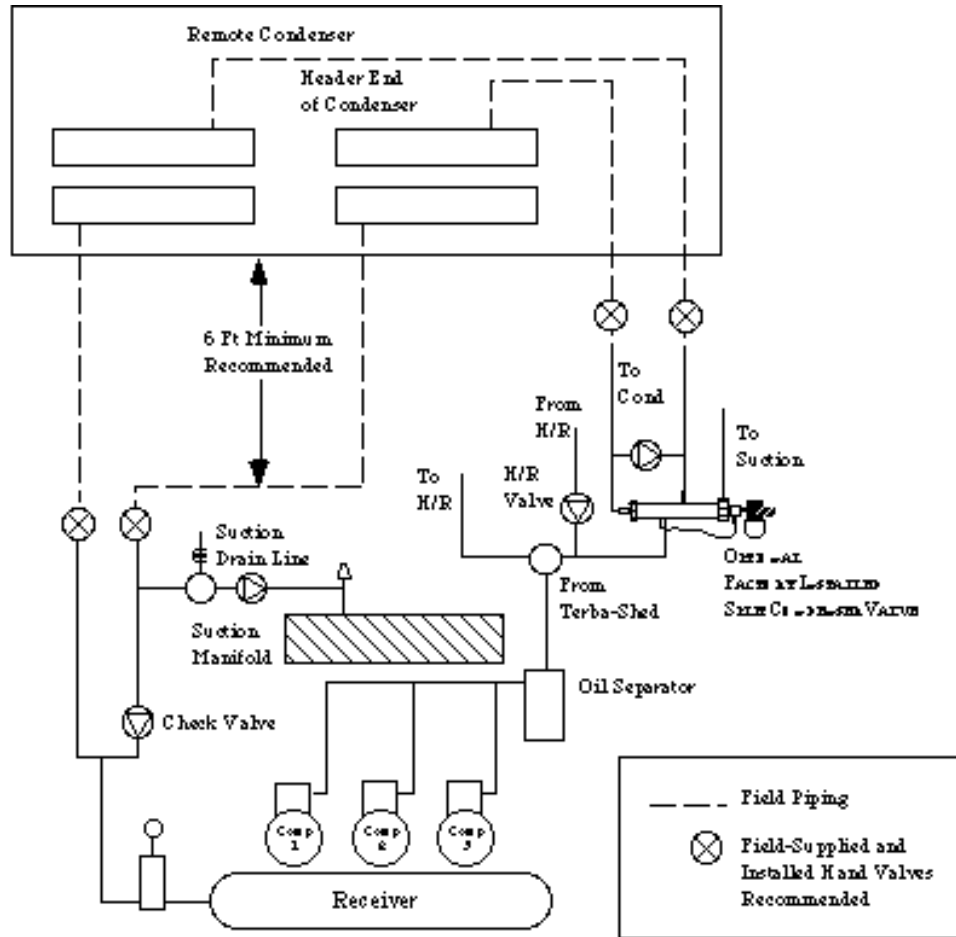 Remote Condenser
Header End
of Condenser
6 Ft Minimum
Recommended
To
Cond
From
H/R
To
Suction
To
H/R
H/R
Valve
Suction
Drain Line
From
Terba-Shed
Suction
Manifold
Oil Separator
Check Valve
Comp
1
Comp
Comp
Receiver
Field Piping
Field-Supplied and
Installed Hand Valves
Recommended